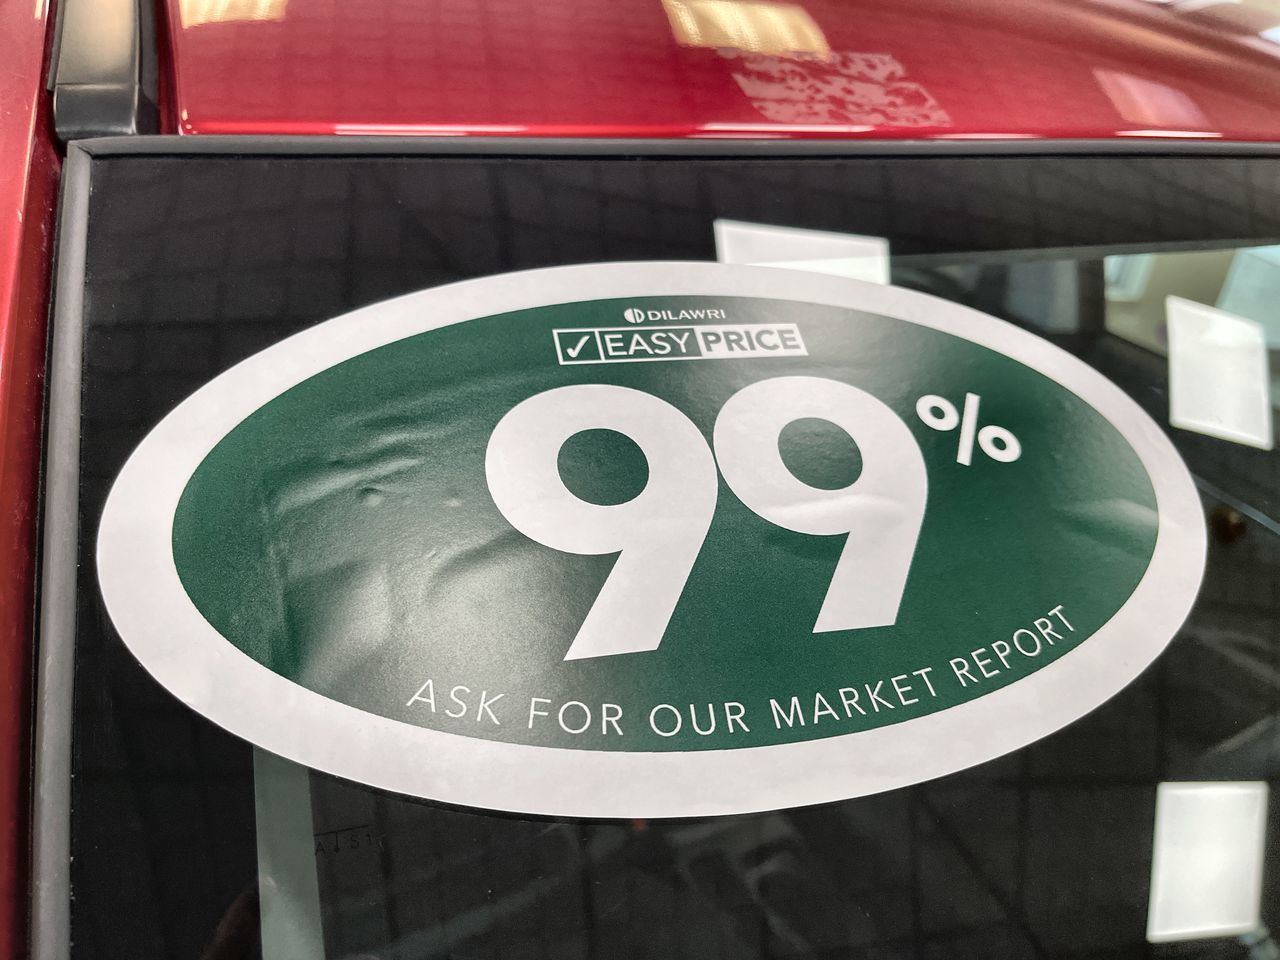 DILAWRI
✓ EASY PRICE
99%
ASK FOR OUR MARKET REPORT